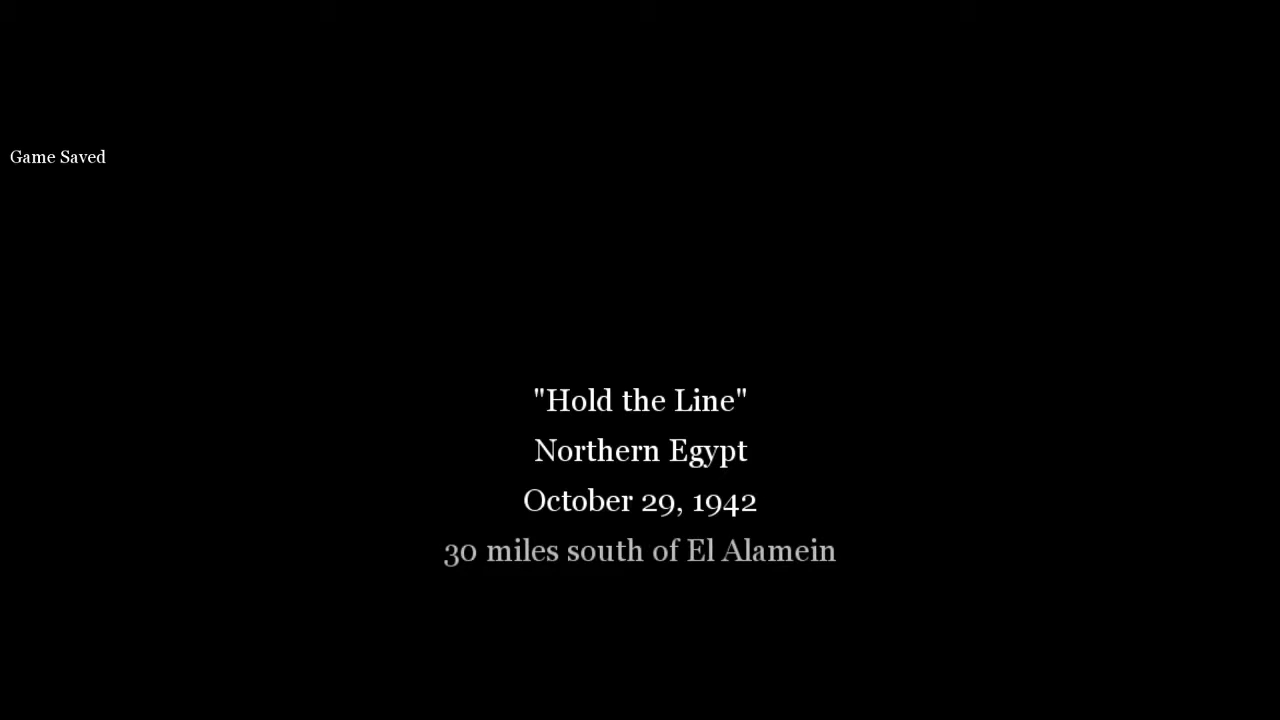 Game Saved
"Hold the Line"
Northern Egypt
October 29, 1942
30 miles south of El Alamein